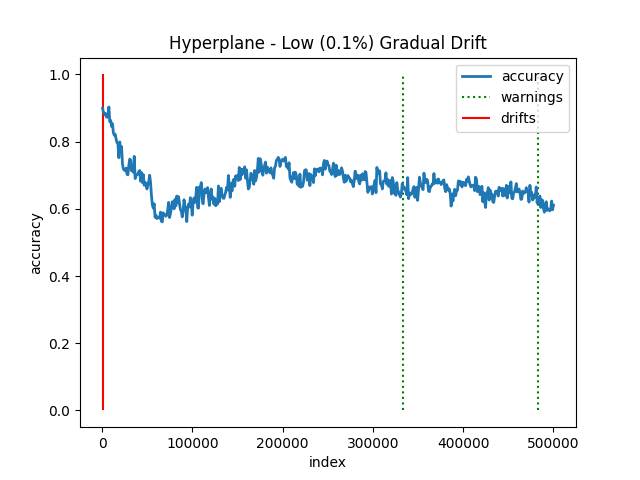 Hyperplane - Low (0.1%) Gradual Drift
accuracy
warnings
drifts
1.0
0.8
0.6
0.4
0.2
0.0
accuracy
0 100000 200000 300000 400000 500000
index